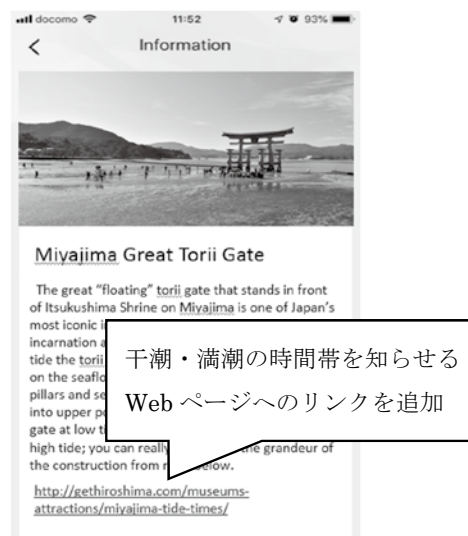 docomo 11:52 93%
Information
Miyajima Great Torii Gate
The great “floating” torii gate that stands in front
of Itsukushima Shrine on Miyajima is one of Japan’s
most iconic
incarnation
tide the torii
on the seaflo
pillars and se
into upper po
gate at low ti
high tide; you can really the grandeur of
the construction from below.
干潮・満潮の時間帯を知らせる
Web ページへのリンクを追加
http://gethiroshima.com/museums-
attractions/miyajima-tide-times/